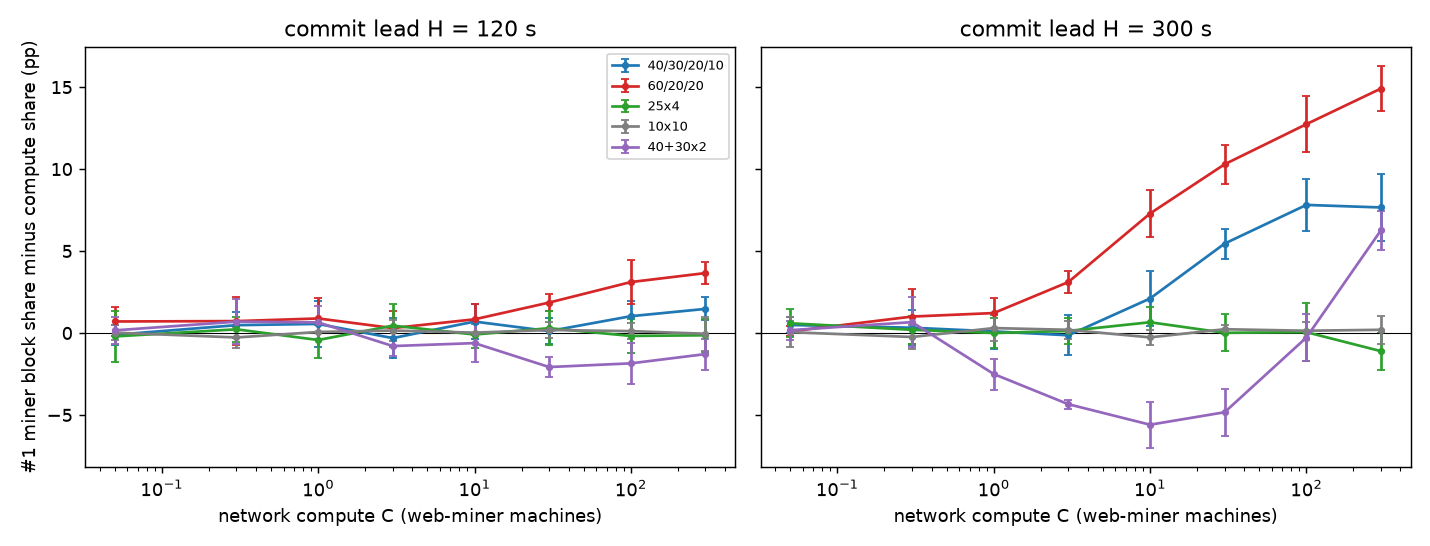 commit lead H = 120 s
commit lead H = 300 s
#1 miner block share minus compute share (pp)
15
10
5
0
−5
40/30/20/10
60/20/20
25x4
10x10
40+30x2
10⁻¹
10⁰
10¹
10²
10⁻¹
10⁰
10¹
10²
network compute C (web-miner machines)
network compute C (web-miner machines)